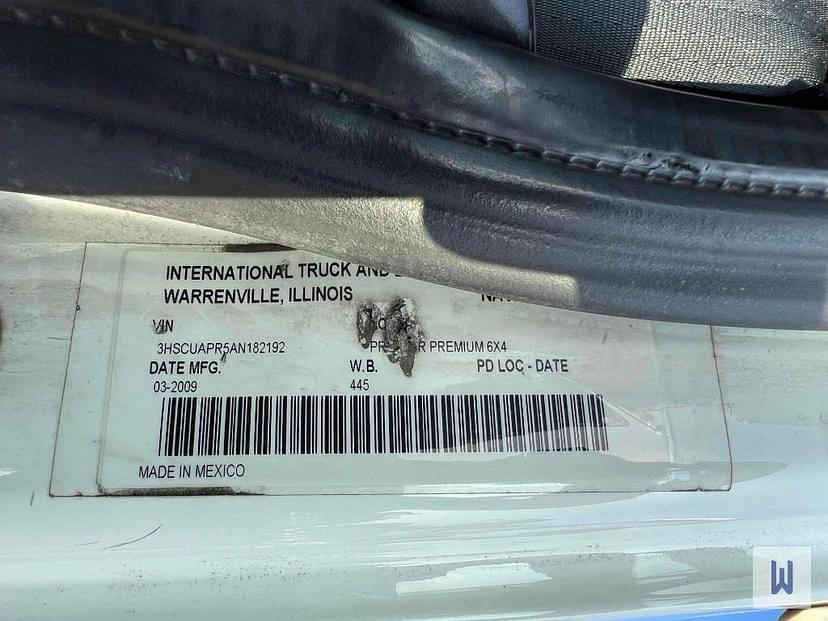 INTERNATIONAL TRUCK AND
WARRENVILLE, ILLINOIS
VIN
3HSCUAPR5AN182192 PREMIUM 6X4
DATE MFG. W.B. PD LOC - DATE
03-2009 445
MADE IN MEXICO
W